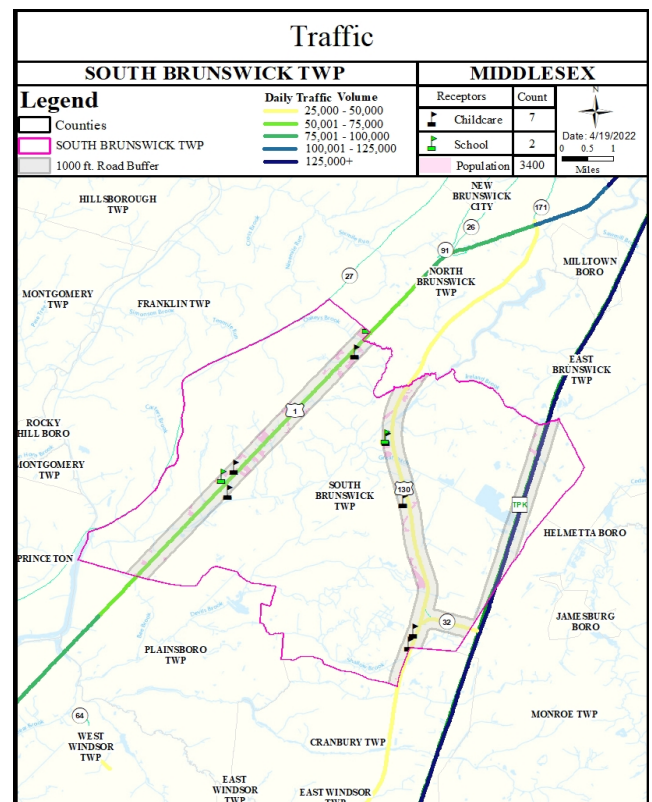 Traffic
SOUTH BRUNSWICK TWP
MIDDLESEX
Legend
Counties
SOUTH BRUNSWICK TWP
1000 ft. Road Buffer
Daily Traffic Volume
25,000 - 50,000
50,001 - 75,000
75,001 - 100,000
100,001 - 125,000
125,000+
Receptors Count
Childcare 7
School 2
Population 3400
N
Date: 4/19/2022
0 0.5 1
Miles
HILLSBOROUGH
TWP
NEW
BRUNSWICK
CITY
171
26
91
27
MILLTOWN
BORO
NORTH
BRUNSWICK
TWP
MONTGOMERY
TWP
FRANKLIN TWP
EAST
BRUNSWICK
TWP
1
ROCKY
HILL BORO
MONTGOMERY
TWP
SOUTH
BRUNSWICK
TWP
130
TPK
HELMETTA BORO
PRINCETON
JAMESBURG
BORO
32
PLAINSBORO
TWP
64
WEST
WINDSOR
TWP
MONROE TWP
CRANBURY TWP
EAST
WINDSOR
TWP
EAST WINDSOR
TWP